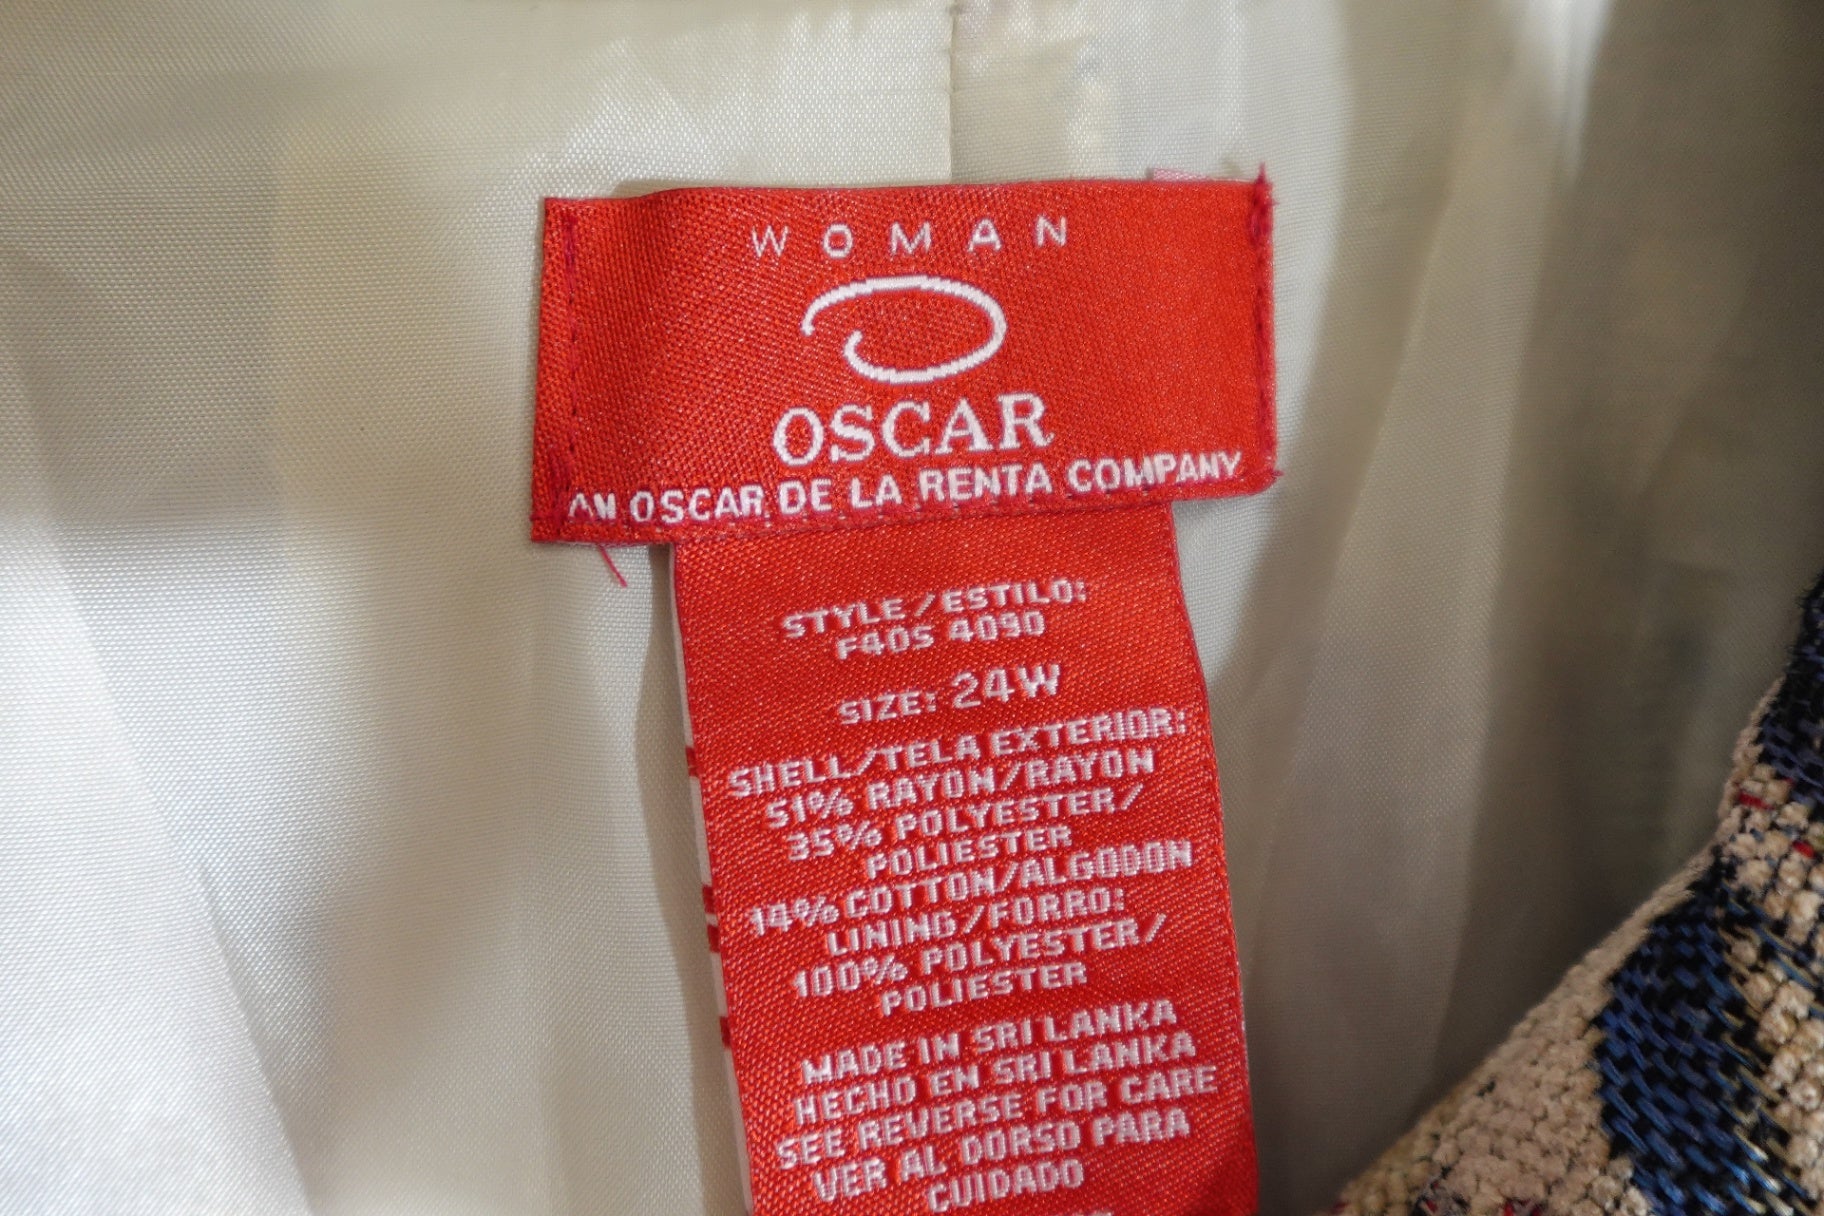 WOMAN
OSCAR
AN OSCAR DE LA RENTA COMPANY
STYLE/ESTILO:
F40S 4090
SIZE: 24W
SHELL/TELA EXTERIOR:
51% RAYON/RAYON
35% POLYESTER/
POLIESTER
14% COTTON/ALGODON
LINING/FORRO:
100% POLYESTER/
POLIESTER
MADE IN SRI LANKA
HECHO EN SRI LANKA
SEE REVERSE FOR CARE
VER AL DORSO PARA
CUIDADO